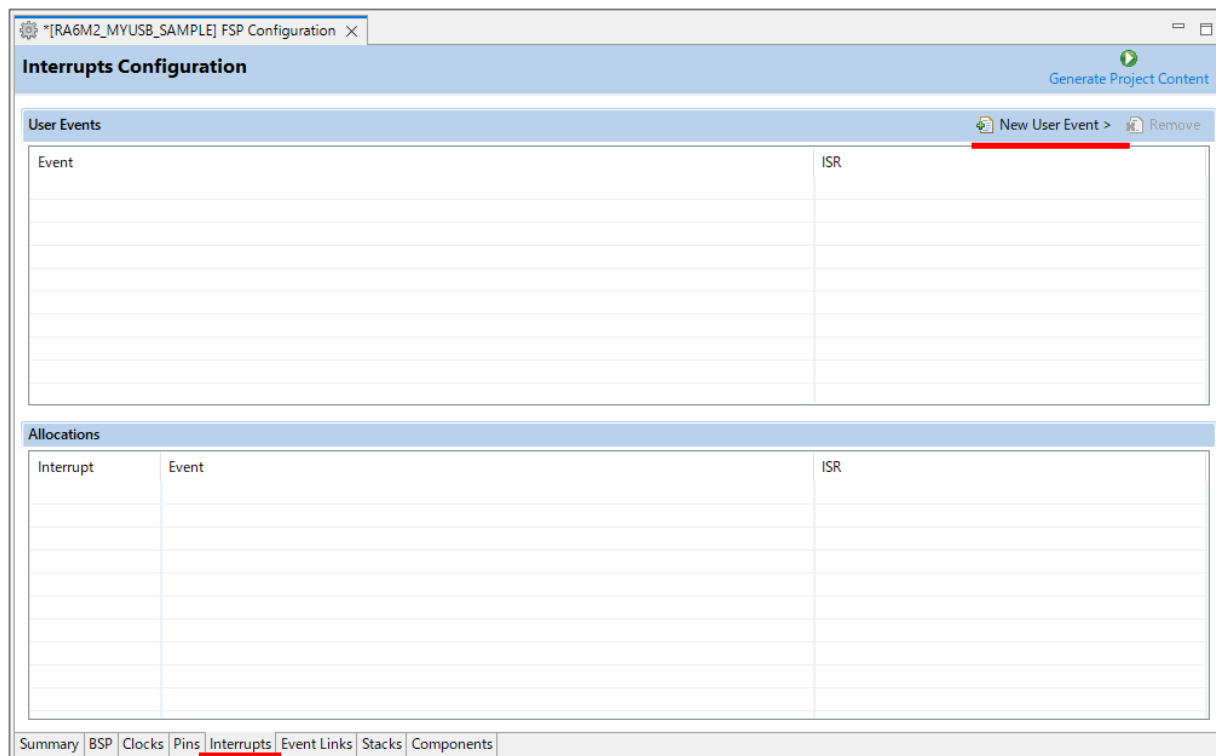 *[RA6M2_MYUSB_SAMPLE] FSP Configuration
Interrupts Configuration
Generate Project Content
User Events
New User Event > Remove
Event ISR
Allocations
Interrupt Event ISR
Summary BSP Clocks Pins Interrupts Event Links Stacks Components